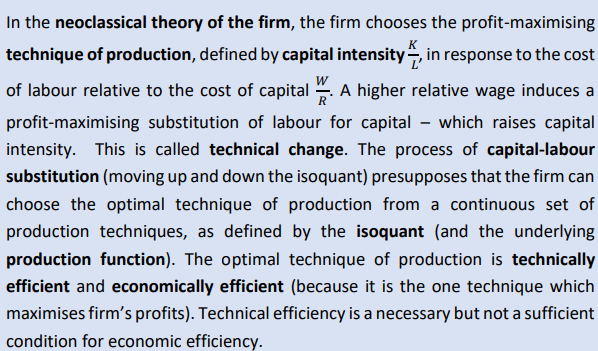 In the neoclassical theory of the firm, the firm chooses the profit-maximising
technique of production, defined by capital intensity K/L, in response to the cost
of labour relative to the cost of capital W/R. A higher relative wage induces a
profit-maximising substitution of labour for capital – which raises capital
intensity. This is called technical change. The process of capital-labour
substitution (moving up and down the isoquant) presupposes that the firm can
choose the optimal technique of production from a continuous set of
production techniques, as defined by the isoquant (and the underlying
production function). The optimal technique of production is technically
efficient and economically efficient (because it is the one technique which
maximises firm's profits). Technical efficiency is a necessary but not a sufficient
condition for economic efficiency.